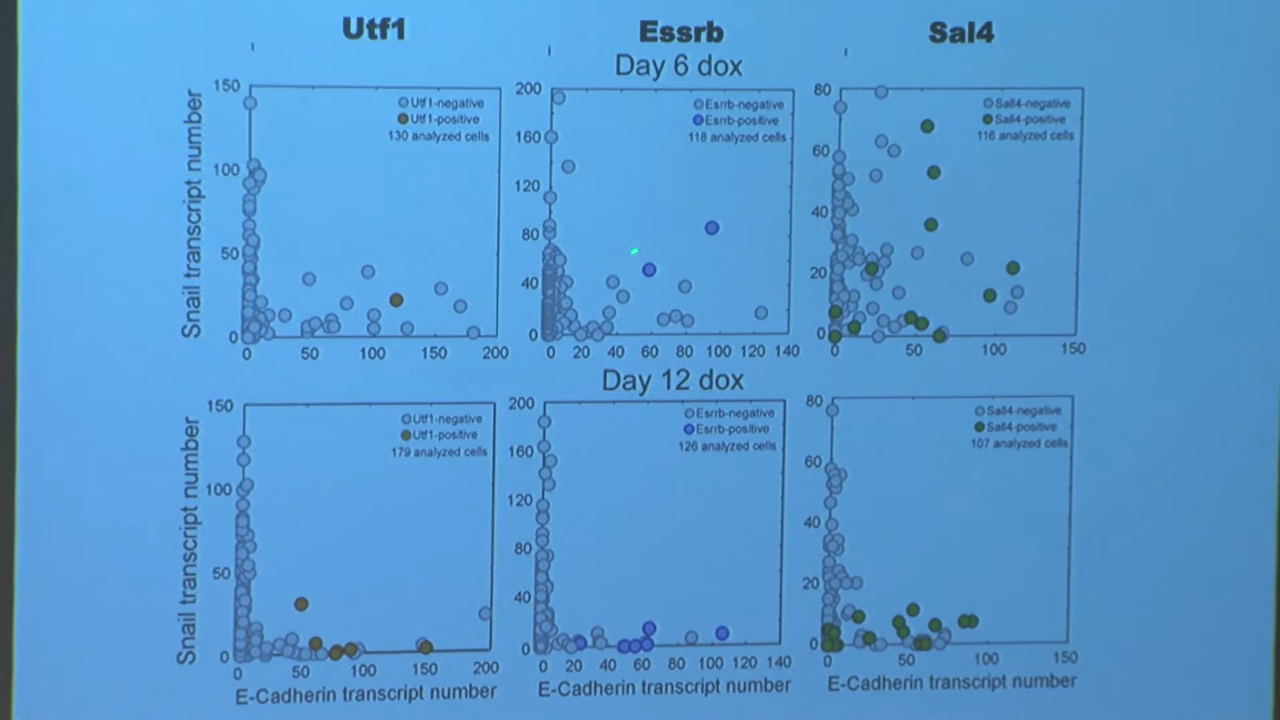 Utf1 Essrb Sal4
Day 6 dox
Snail transcript number
150
100
50
0
0 50 100 150 200
Utf1-negative
Utf1-positive
130 analyzed cells
200
160
120
80
40
0
0 20 40 60 80 100 120 140
Esrrb-negative
Esrrb-positive
118 analyzed cells
80
60
40
20
0
0 50 100 150
Sall4-negative
Sall4-positive
116 analyzed cells
Day 12 dox
Snail transcript number
150
100
50
0
0 50 100 150 200
Utf1-negative
Utf1-positive
179 analyzed cells
E-Cadherin transcript number
200
160
120
80
40
0
0 20 40 60 80 100 120 140
Esrrb-negative
Esrrb-positive
126 analyzed cells
E-Cadherin transcript number
80
60
40
20
0
0 50 100 150
Sall4-negative
Sall4-positive
107 analyzed cells
E-Cadherin transcript number